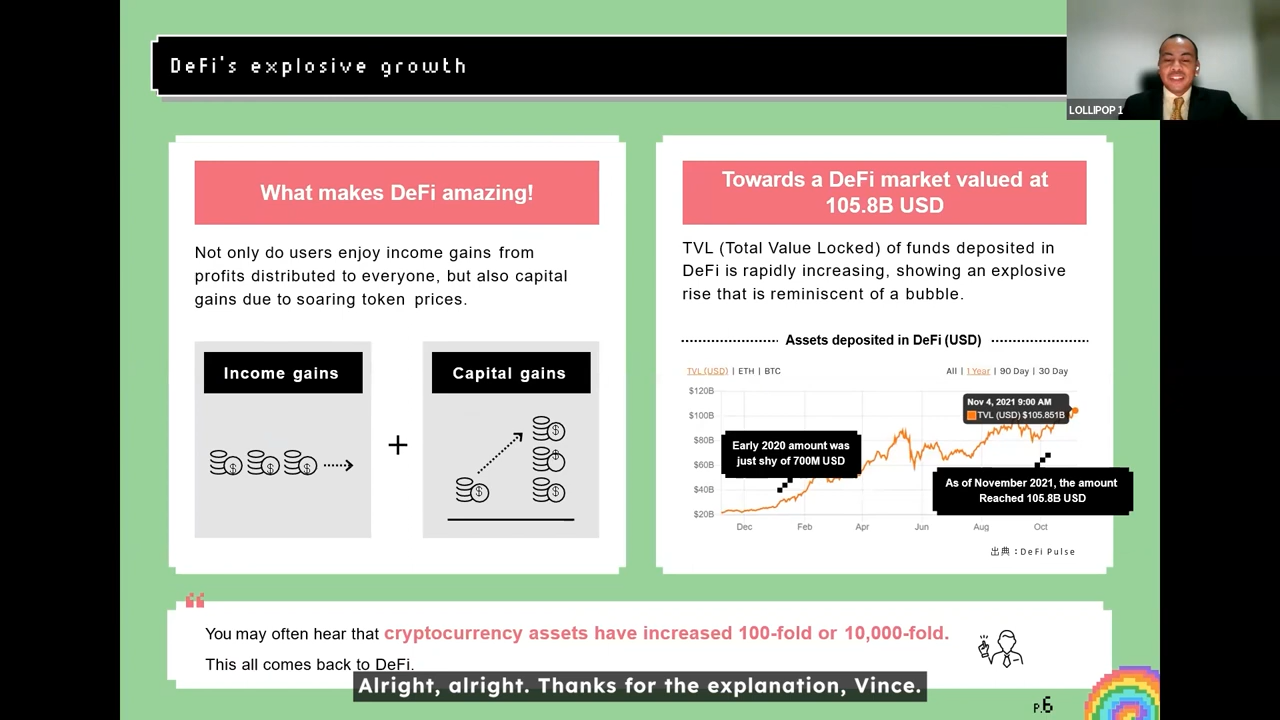 DeFi's explosive growth
LOLLIPOP 1
What makes DeFi amazing!
Not only do users enjoy income gains from
profits distributed to everyone, but also capital
gains due to soaring token prices.
Income gains
+
Capital gains
Towards a DeFi market valued at
105.8B USD
TVL (Total Value Locked) of funds deposited in
DeFi is rapidly increasing, showing an explosive
rise that is reminiscent of a bubble.
Assets deposited in DeFi (USD)
TVL (USD) | ETH | BTC
All | 1 Year | 90 Day | 30 Day
$120B
$100B
$80B
$60B
$40B
$20B
Nov 4, 2021 9:00 AM
TVL (USD) $105.851B
Early 2020 amount was
just shy of 700M USD
As of November 2021, the amount
Reached 105.8B USD
Dec Feb Apr Jun Aug Oct
出典：DeFi Pulse
You may often hear that cryptocurrency assets have increased 100-fold or 10,000-fold.
This all comes back to DeFi.
Alright, alright. Thanks for the explanation, Vince.
P.6